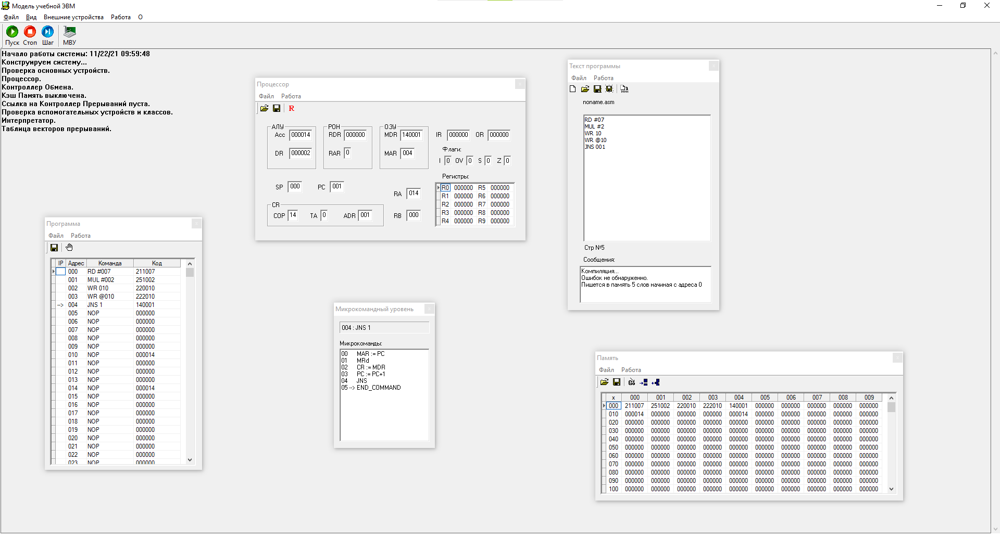 Модель учебной ЭВМ
Файл Вид Внешние устройства Работа О
Пуск Стоп Шаг МВУ
Начало работы системы: 11/22/21 09:59:48
Конструируем систему...
Проверка основных устройств.
Процессор.
Контроллер Обмена.
Кэш Память выключена.
Ссылка на Контроллер Прерываний пуста.
Проверка вспомогательных устройств и классов.
Интерпретатор.
Таблица векторов прерываний.
Процессор
Файл Работа
R
АЛУ РОН ОЗУ
Acc 000014 RDR 000000 MDR 140001 IR 000000 OR 000000
DR 000002 RAR 0 MAR 004
Флаги:
I 0 OV 0 S 0 Z 0
Регистры:
SP 000 PC 001
RA 014
CR
COP 14 TA 0 ADR 001 RB 000
R0 000000 R5 000000
R1 000000 R6 000000
R2 000000 R7 000000
R3 000000 R8 000000
R4 000000 R9 000000
Текст программы
Файл Работа
noname.asm
RD #07
MUL #2
WR 10
WR @10
JNS 001
Стр №5
Сообщения:
Компиляция...
Ошибок не обнаруженно.
Пишется в память 5 слов начиная с адреса 0
Программа
Файл Работа
IP Адрес Команда Код
000 RD #007 211007
001 MUL #002 251002
002 WR 010 220010
003 WR @010 222010
--> 004 JNS 1 140001
005 NOP 000000
006 NOP 000000
007 NOP 000000
008 NOP 000000
009 NOP 000000
010 NOP 000014
011 NOP 000000
012 NOP 000000
013 NOP 000000
014 NOP 000014
015 NOP 000000
016 NOP 000000
017 NOP 000000
018 NOP 000000
019 NOP 000000
020 NOP 000000
021 NOP 000000
022 NOP 000000
023 NOP 000000
Микрокомандный уровень
004 : JNS 1
Микрокоманды:
00 MAR := PC
01 MRd
02 CR := MDR
03 PC := PC+1
04 JNS
05 --> END_COMMAND
Память
Файл Работа
Go
x 000 001 002 003 004 005 006 007 008 009
000 211007 251002 220010 222010 140001 000000 000000 000000 000000 000000
010 000014 000000 000000 000000 000014 000000 000000 000000 000000 000000
020 000000 000000 000000 000000 000000 000000 000000 000000 000000 000000
030 000000 000000 000000 000000 000000 000000 000000 000000 000000 000000
040 000000 000000 000000 000000 000000 000000 000000 000000 000000 000000
050 000000 000000 000000 000000 000000 000000 000000 000000 000000 000000
060 000000 000000 000000 000000 000000 000000 000000 000000 000000 000000
070 000000 000000 000000 000000 000000 000000 000000 000000 000000 000000
080 000000 000000 000000 000000 000000 000000 000000 000000 000000 000000
090 000000 000000 000000 000000 000000 000000 000000 000000 000000 000000
100 000000 000000 000000 000000 000000 000000 000000 000000 000000 000000